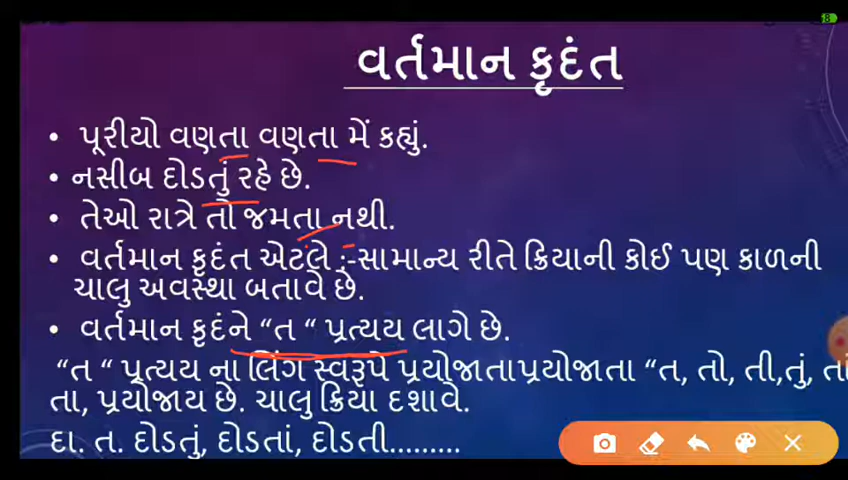 વર્તમાન કૃદંત
• પૂરીયો વણતા વણતા મેં કહ્યું.
• નસીબ દોડતું રહે છે.
• તેઓ રાત્રે તો જમતા નથી.
• વર્તમાન કૃદંત એટલે :-સામાન્ય રીતે ક્રિયાની કોઈ પણ કાળની
ચાલુ અવસ્થા બતાવે છે.
• વર્તમાન કૃદંને “ત “ પ્રત્યય લાગે છે.
“ત “ પ્રત્યય ના લિંગ સ્વરૂપે પ્રયોજાતાપ્રયોજાતા “ત, તો, તી,તું, તાં
તા, પ્રયોજાય છે. ચાલુ ક્રિયા દશાવે.
દા. ત. દોડતું, દોડતાં, દોડતી.........